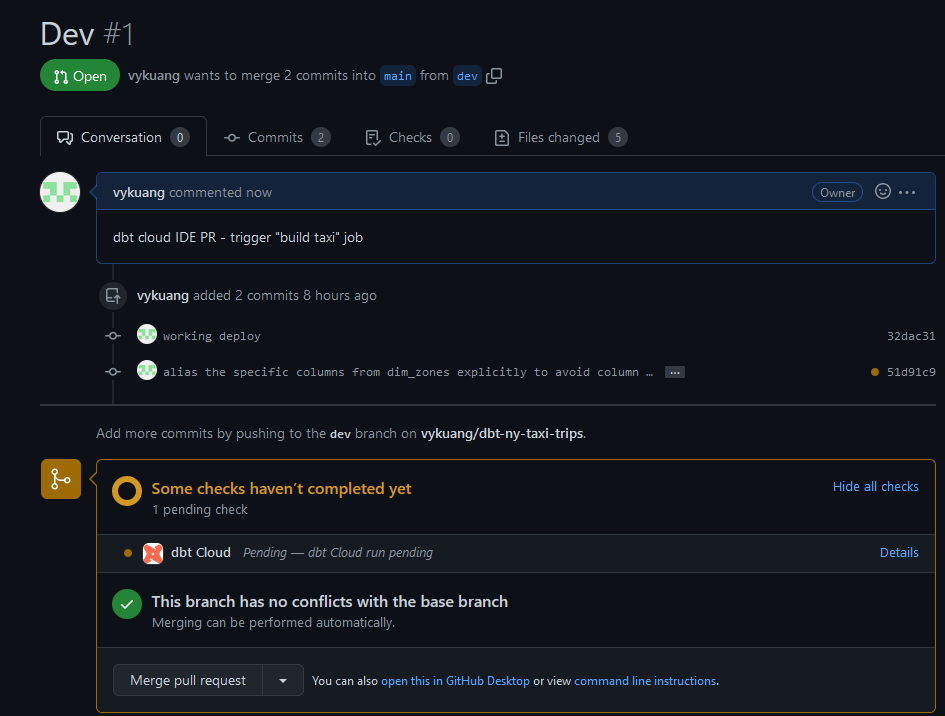 Dev #1
Open vykuang wants to merge 2 commits into main from dev
Conversation 0 Commits 2 Checks 0 Files changed 5
vykuang commented now Owner
dbt cloud IDE PR - trigger "build taxi" job
vykuang added 2 commits 8 hours ago
working deploy 32dac31
alias the specific columns from dim_zones explicitly to avoid column … ... 51d91c9
Add more commits by pushing to the dev branch on vykuang/dbt-ny-taxi-trips.
Some checks haven’t completed yet Hide all checks
1 pending check
dbt Cloud Pending — dbt Cloud run pending Details
This branch has no conflicts with the base branch
Merging can be performed automatically.
Merge pull request You can also open this in GitHub Desktop or view command line instructions.